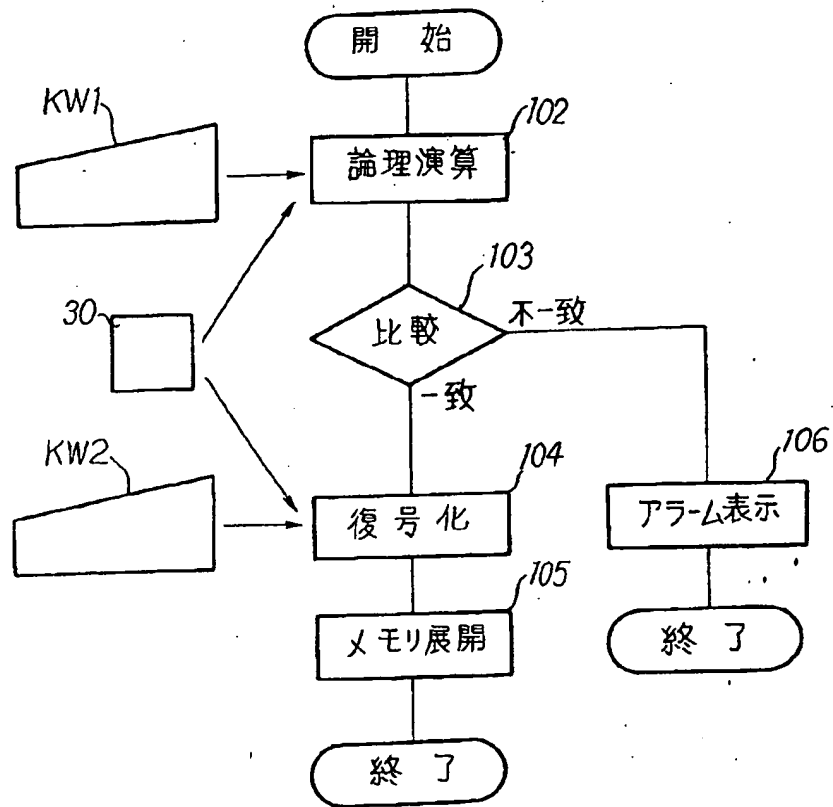 開始
KW1
102
論理演算
103
30
比較
不一致
一致
KW2
104
106
復号化
アラーム表示
105
メモリ展開
終了
終了